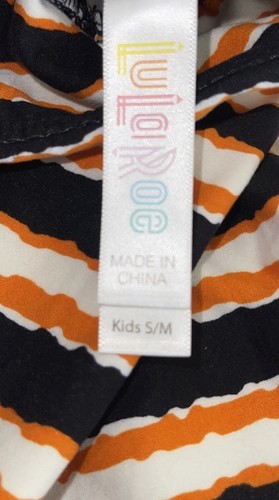 LuLaRoe
MADE IN
CHINA
Kids S/M